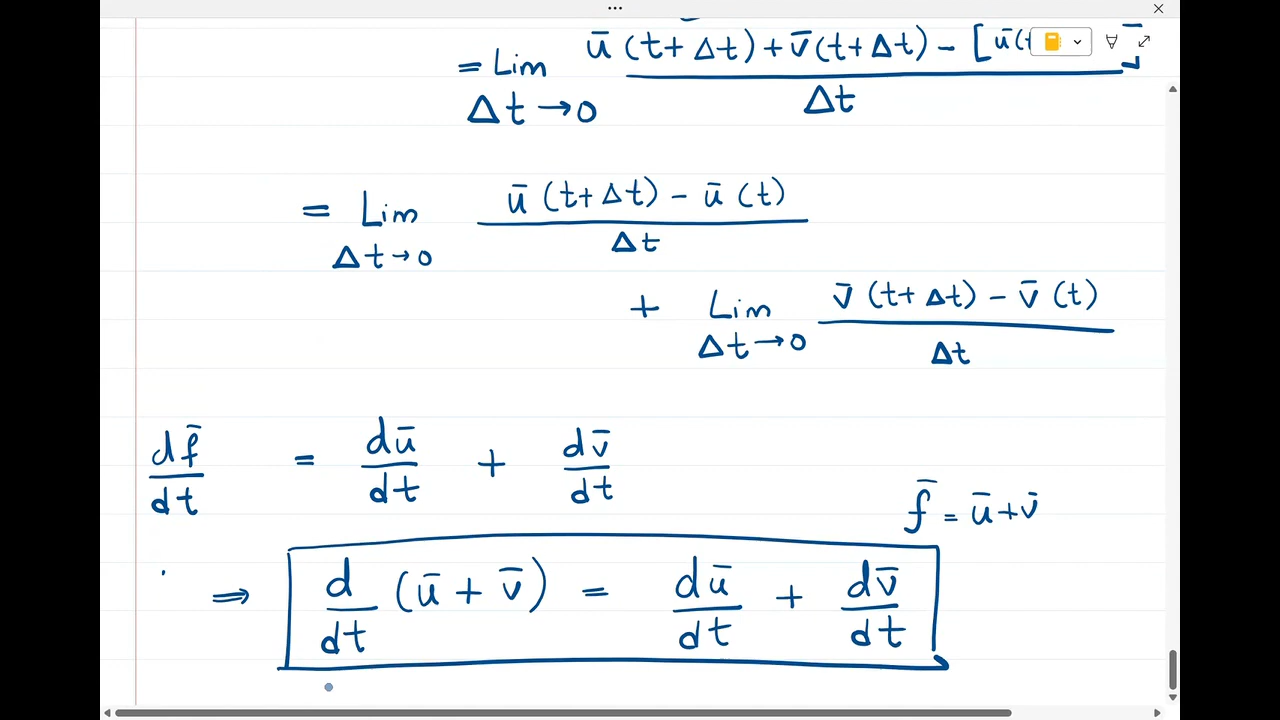 = Lim ū (t+Δt) + v̄ (t+Δt) - [ū(t
Δt→0 Δt
= Lim ū (t+Δt) - ū (t)
Δt→0 Δt
+ Lim v̄ (t+Δt) - v̄ (t)
Δt→0 Δt
df̄/dt = dū/dt + dv̄/dt
f̄ = ū+v̄
⇒ d/dt (ū + v̄) = dū/dt + dv̄/dt